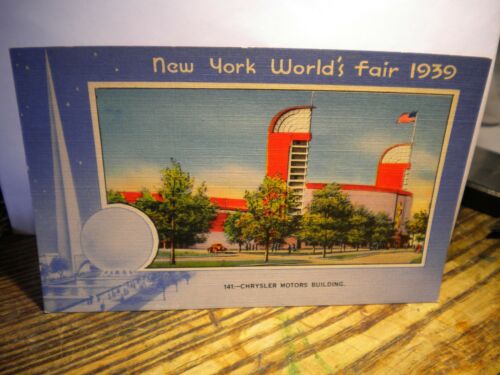 New York World's fair 1939
141.—CHRYSLER MOTORS BUILDING.